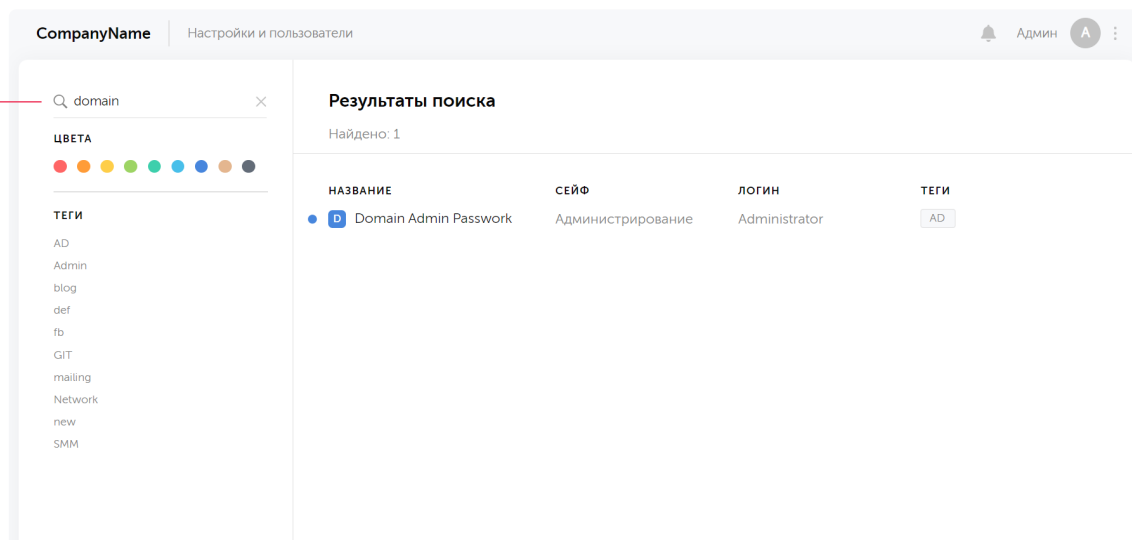 CompanyName
Настройки и пользователи
Админ
A
domain
ЦВЕТА
ТЕГИ
AD
Admin
blog
def
fb
GIT
mailing
Network
new
SMM
Результаты поиска
Найдено: 1
НАЗВАНИЕ СЕЙФ ЛОГИН ТЕГИ
D Domain Admin Passwork Администрирование Administrator AD